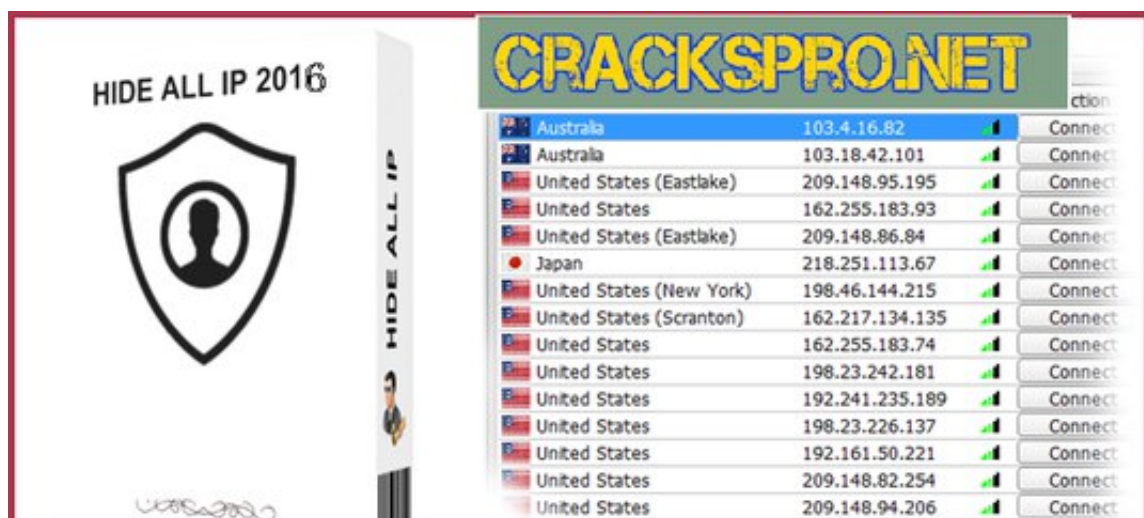 HIDE ALL IP 2016
HIDE ALL IP
CRACKSPRO.NET
ction
Australia 103.4.16.82 Connect
Australia 103.18.42.101 Connect
United States (Eastlake) 209.148.95.195 Connect
United States 162.255.183.93 Connect
United States (Eastlake) 209.148.86.84 Connect
Japan 218.251.113.67 Connect
United States (New York) 198.46.144.215 Connect
United States (Scranton) 162.217.134.135 Connect
United States 162.255.183.74 Connect
United States 198.23.242.181 Connect
United States 192.241.235.189 Connect
United States 198.23.226.137 Connect
United States 192.161.50.221 Connect
United States 209.148.82.254 Connect
United States 209.148.94.206 Connect